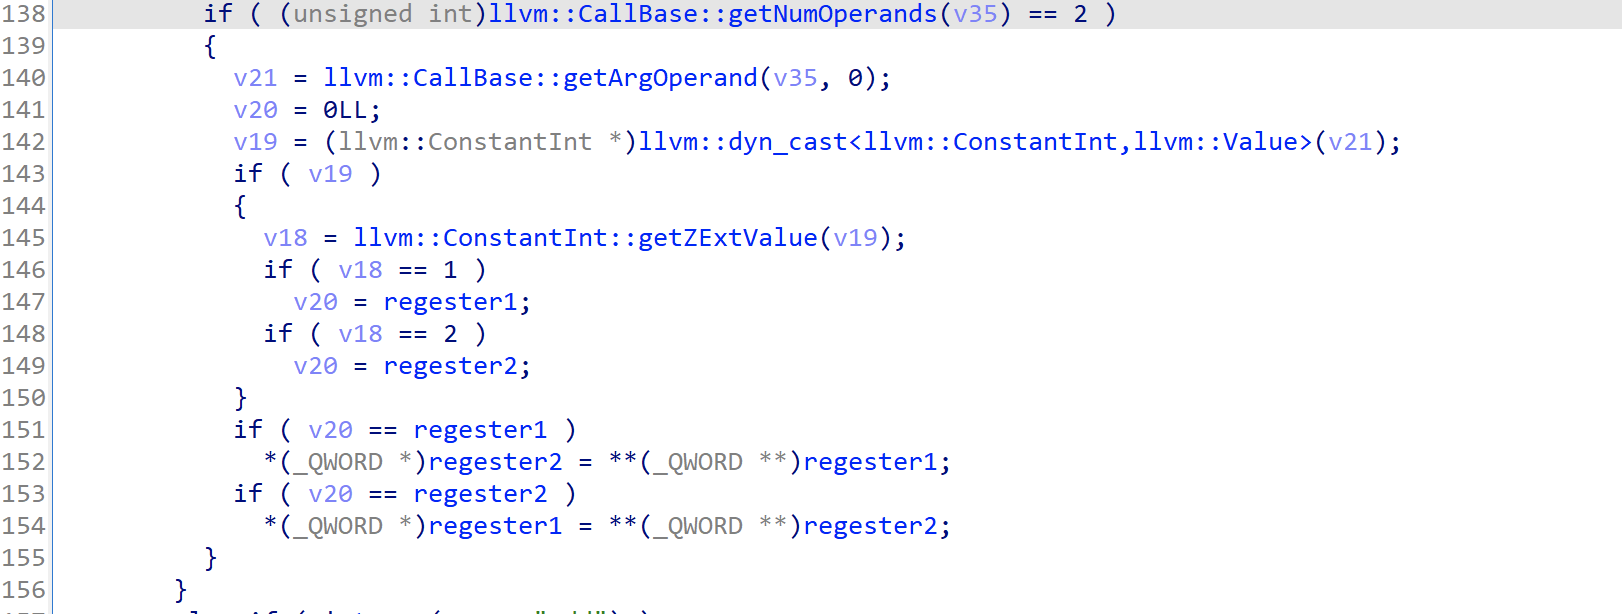 138 if ( (unsigned int)llvm::CallBase::getNumOperands(v35) == 2 )
139 {
140 v21 = llvm::CallBase::getArgOperand(v35, 0);
141 v20 = 0LL;
142 v19 = (llvm::ConstantInt *)llvm::dyn_cast<llvm::ConstantInt,llvm::Value>(v21);
143 if ( v19 )
144 {
145 v18 = llvm::ConstantInt::getZExtValue(v19);
146 if ( v18 == 1 )
147 v20 = regester1;
148 if ( v18 == 2 )
149 v20 = regester2;
150 }
151 if ( v20 == regester1 )
152 *(_QWORD *)regester2 = **(_QWORD **)regester1;
153 if ( v20 == regester2 )
154 *(_QWORD *)regester1 = **(_QWORD **)regester2;
155 }
156 }